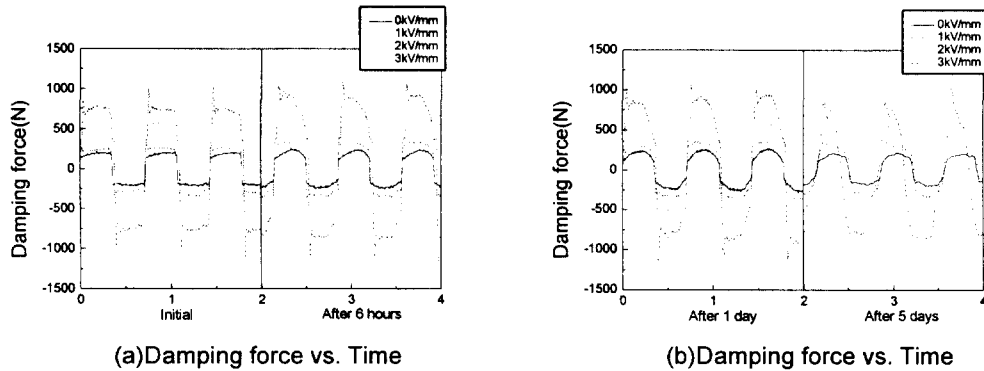 0kV/mm
1kV/mm
2kV/mm
3kV/mm
1500
1000
500
0
-500
-1000
-1500
Damping force(N)
0
1
2
3
4
Initial
After 6 hours
(a)Damping force vs. Time
0kV/mm
1kV/mm
2kV/mm
3kV/mm
1500
1000
500
0
-500
-1000
-1500
Damping force(N)
0
1
2
3
4
After 1 day
After 5 days
(b)Damping force vs. Time